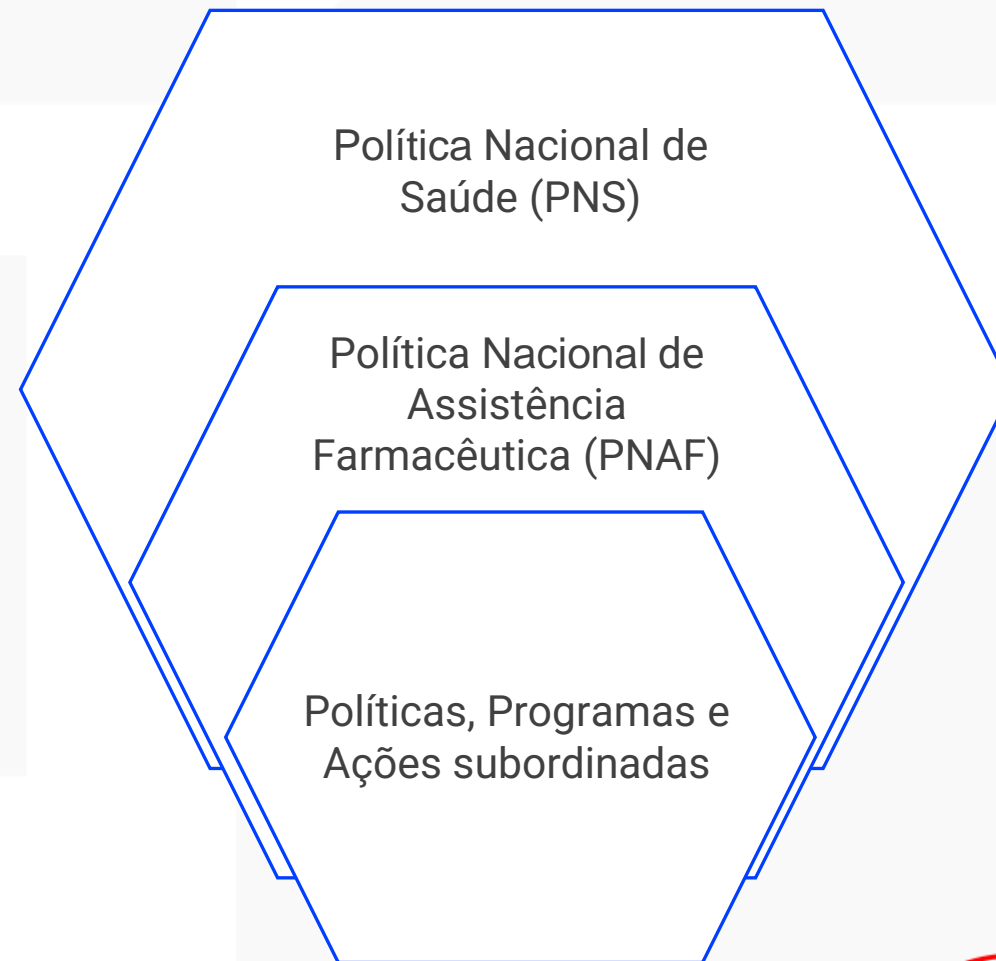 Política Nacional de
Saúde (PNS)
Política Nacional de
Assistência
Farmacêutica (PNAF)
Políticas, Programas e
Ações subordinadas